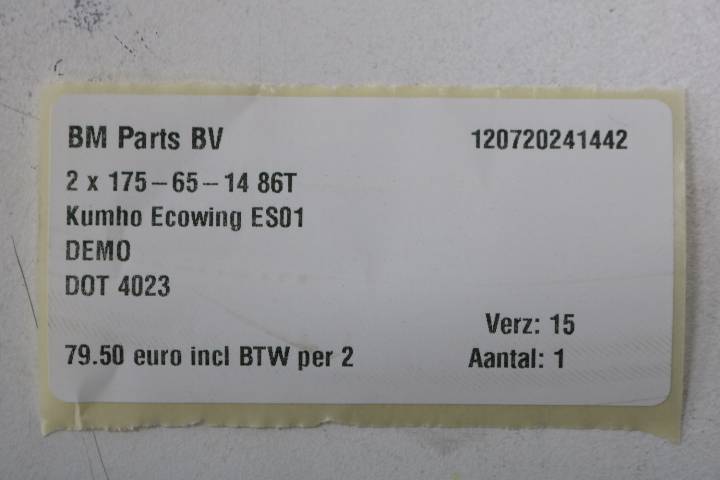 BM Parts BV 120720241442
2 x 175-65-14 86T
Kumho Ecowing ES01
DEMO
DOT 4023
Verz: 15
79.50 euro incl BTW per 2 Aantal: 1